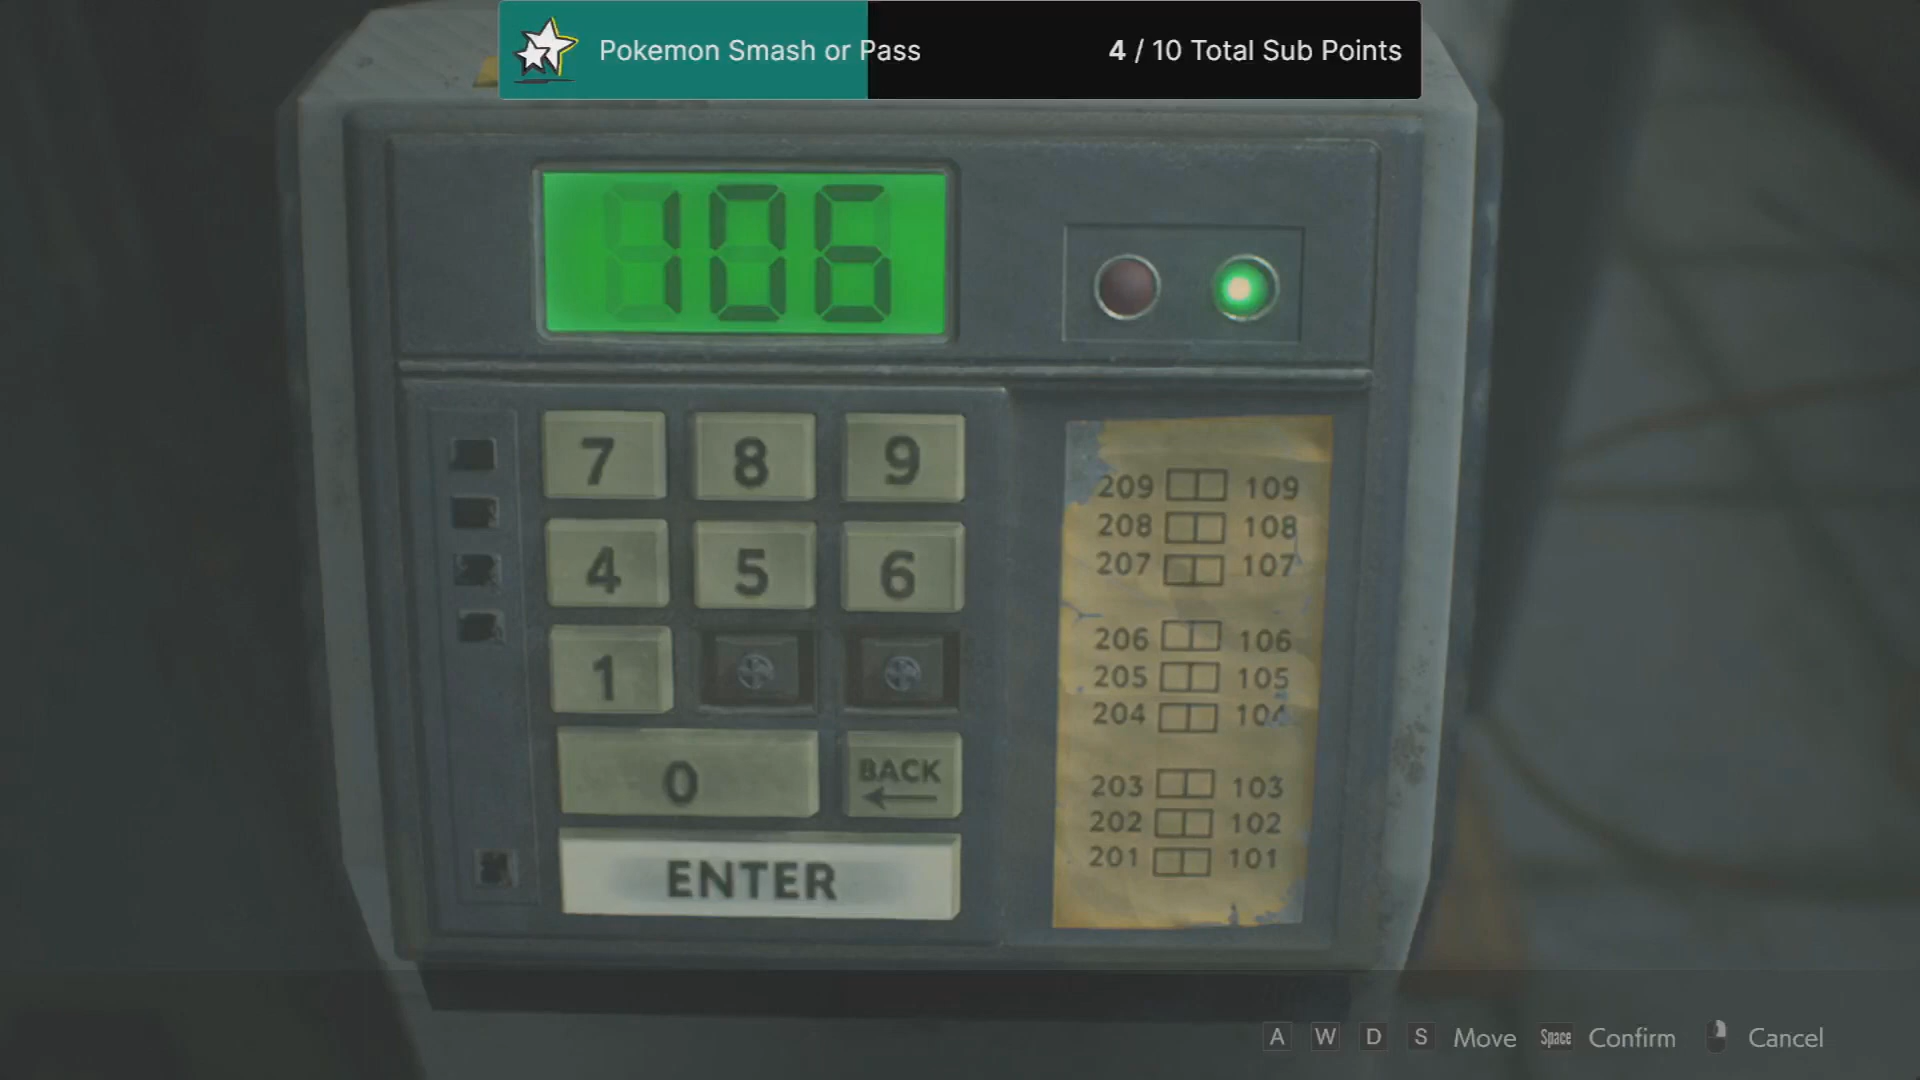 Pokemon Smash or Pass 4 / 10 Total Sub Points
106
7 8 9
4 5 6
1
0 BACK
ENTER
209 109
208 108
207 107
206 106
205 105
204 104
203 103
202 102
201 101
A W D S Move Space Confirm Cancel